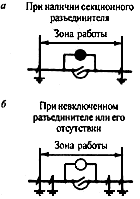 а
При наличии секционного
разъединителя
Зона работы
б
При невключенном
разъединителе или его
отсутствии
Зона работы